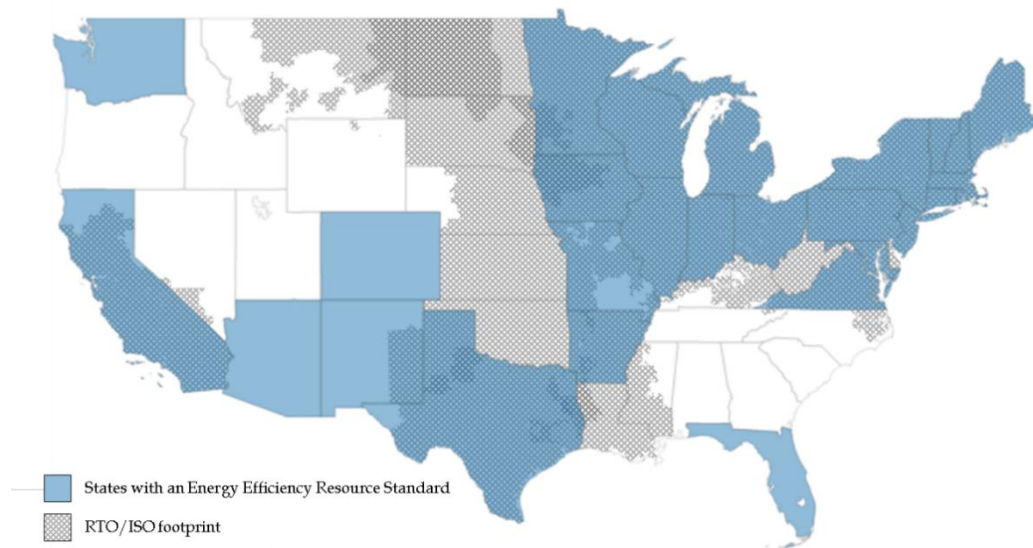 States with an Energy Efficiency Resource Standard
RTO/ISO footprint